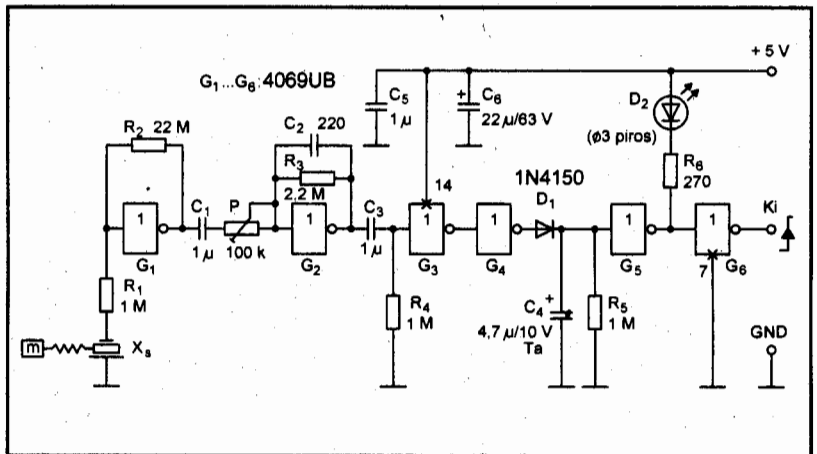 G₁...G₆: 4069UB
+ 5 V
R₂ 22 M
C₂ 220
R₃
2,2 M
C₅
1 µ
+ C₆
22 µ/63 V
D₂
(ø3 piros)
R₆
270
14
1N4150
D₁
1
G₁
C₁
1 µ
P
100 k
1
G₂
C₃
1 µ
1
G₃
1
G₄
1
G₅
1
7
G₆
Ki
R₁
1 M
R₄
1 M
C₄ +
4,7 µ/10 V
Ta
R₅
1 M
GND
m
Xₛ